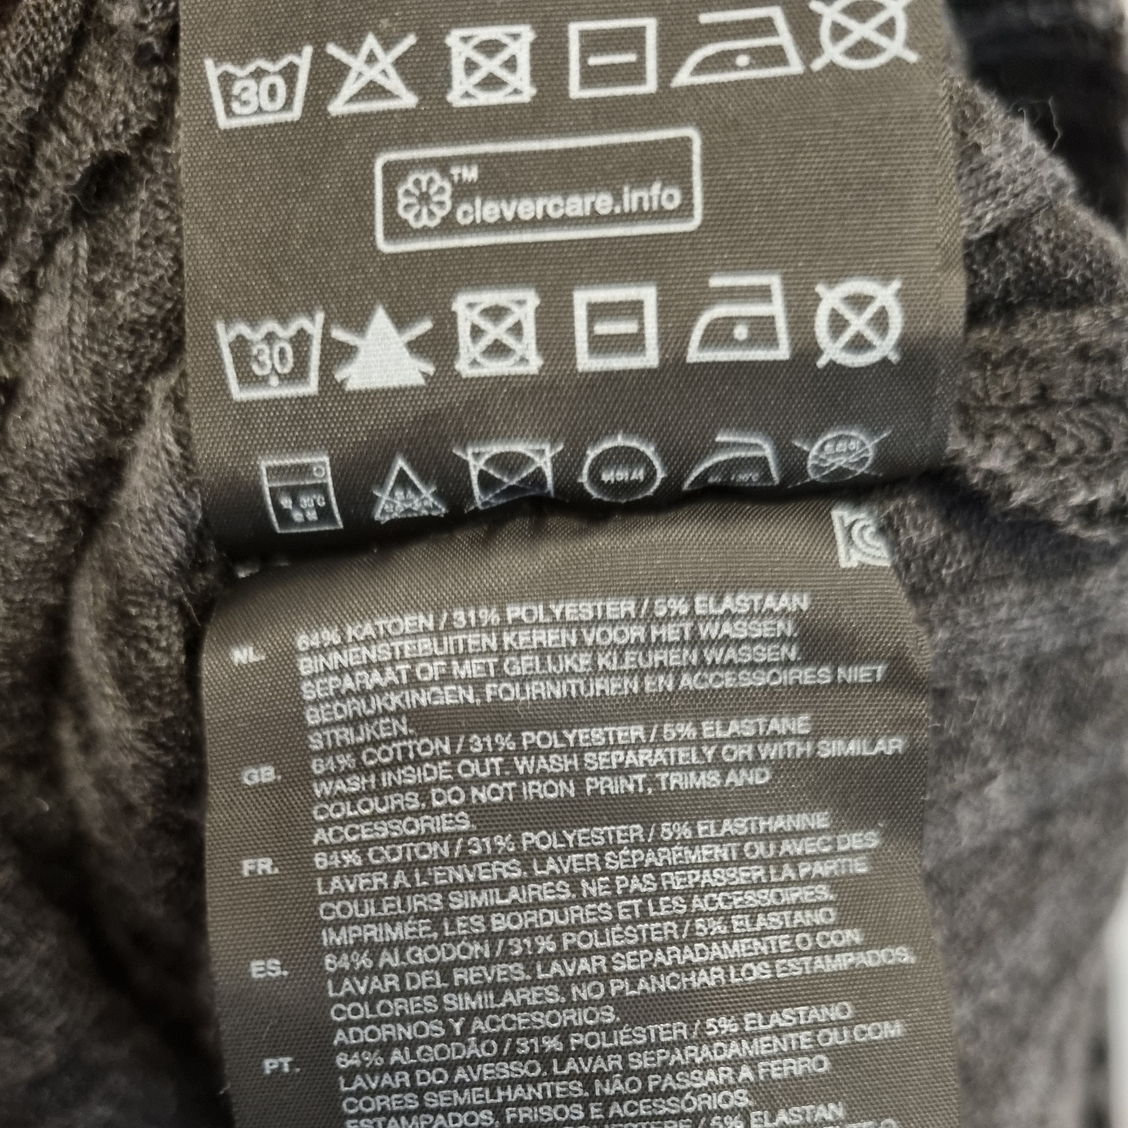 30
TM
clevercare.info
30
NL.
64% KATOEN / 31% POLYESTER / 5% ELASTAAN
BINNENSTEBUITEN KEREN VOOR HET WASSEN.
SEPARAAT OF MET GELIJKE KLEUREN WASSEN.
BEDRUKKINGEN, FOURNITUREN EN ACCESSOIRES NIET
STRIJKEN.
GB.
64% COTTON / 31% POLYESTER / 5% ELASTANE
WASH INSIDE OUT. WASH SEPARATELY OR WITH SIMILAR
COLOURS. DO NOT IRON PRINT, TRIMS AND
ACCESSORIES.
FR.
64% COTON / 31% POLYESTER / 5% ELASTHANNE
LAVER A L'ENVERS. LAVER SÉPARÉMENT OU AVEC DES
COULEURS SIMILAIRES. NE PAS REPASSER LA PARTIE
IMPRIMÉE, LES BORDURES ET LES ACCESSOIRES.
ES.
64% ALGODÓN / 31% POLIÉSTER / 5% ELASTANO
LAVAR DEL REVES. LAVAR SEPARADAMENTE O CON
COLORES SIMILARES. NO PLANCHAR LOS ESTAMPADOS,
ADORNOS Y ACCESORIOS.
PT.
64% ALGODÃO / 31% POLIÉSTER / 5% ELASTANO
LAVAR DO AVESSO. LAVAR SEPARADAMENTE OU COM
CORES SEMELHANTES. NÃO PASSAR A FERRO
ESTAMPADOS, FRISOS E ACESSÓRIOS.
/ 5% ELASTAN